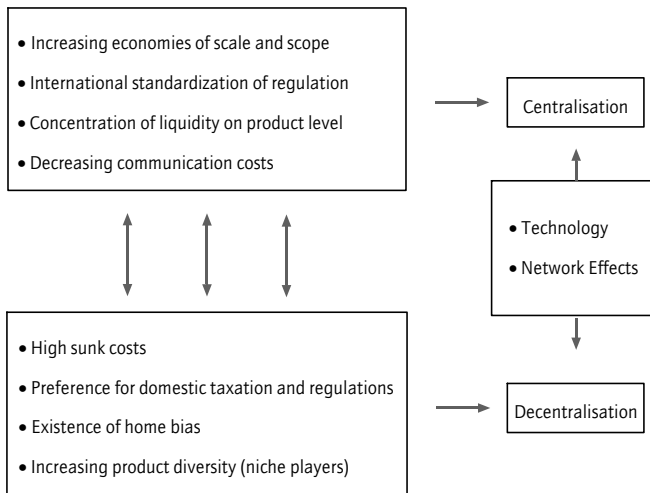 • Increasing economies of scale and scope
• International standardization of regulation
• Concentration of liquidity on product level
• Decreasing communication costs
Centralisation
• Technology
• Network Effects
• High sunk costs
• Preference for domestic taxation and regulations
• Existence of home bias
• Increasing product diversity (niche players)
Decentralisation